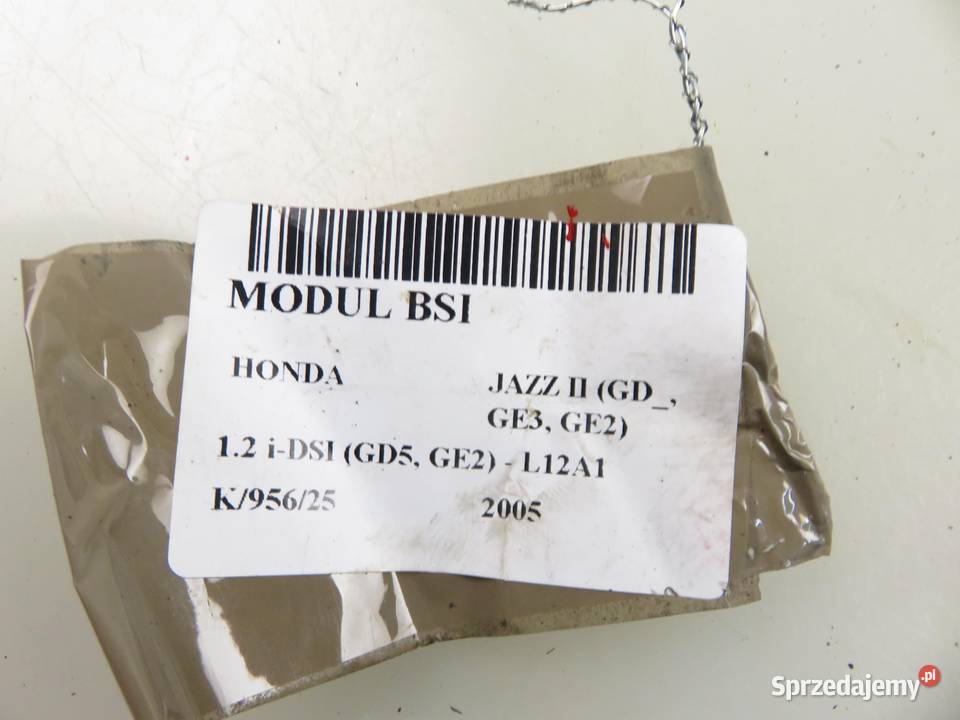 MODUL BSI
HONDA
JAZZ II (GD_,
GE3, GE2)
1.2 i-DSI (GD5, GE2) - L12A1
K/956/25
2005
Sprzedajemy.pl